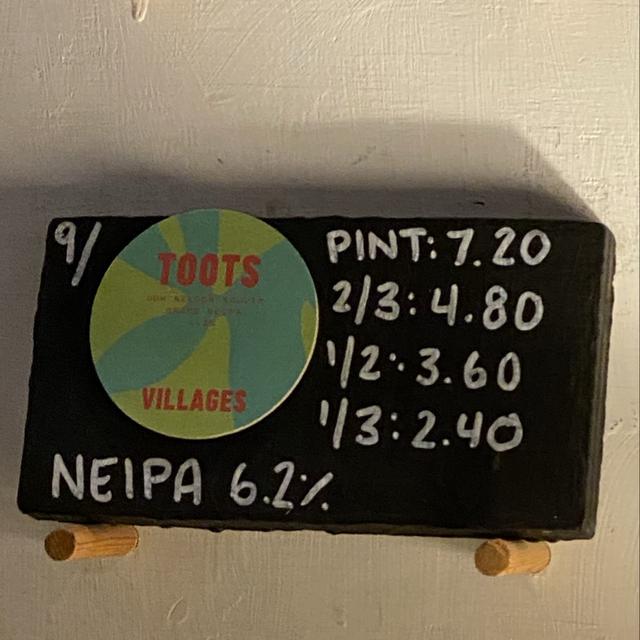 9/
TOOTS
VILLAGES
PINT: 7.20
2/3: 4.80
1/2: 3.60
1/3: 2.40
NEIPA 6.2%